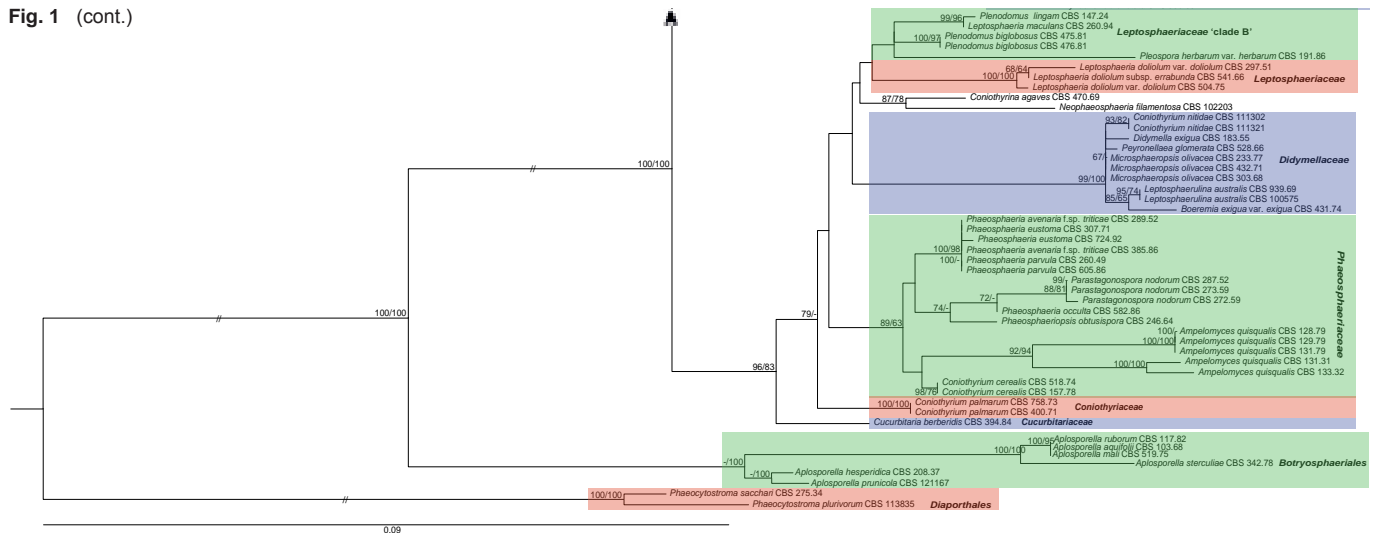 Fig. 1 (cont.)
99/96
Plenodomus lingam CBS 147.24
Leptosphaeria maculans CBS 260.94
Leptosphaeriaceae 'clade B'
100/97
Plenodomus biglobosus CBS 475.81
Plenodomus biglobosus CBS 476.81
Pleospora herbarum var. herbarum CBS 191.86
68/64
Leptosphaeria doliolum var. doliolum CBS 297.51
100/100
Leptosphaeria doliolum subsp. errabunda CBS 541.66
Leptosphaeriaceae
Leptosphaeria doliolum var. doliolum CBS 504.75
87/78
Coniothyrina agaves CBS 470.69
Neophaeosphaeria filamentosa CBS 102203
93/82
Coniothyrium nitidae CBS 111302
Coniothyrium nitidae CBS 111321
Didymella exigua CBS 183.55
Peyronellaea glomerata CBS 528.66
67/-
Microsphaeropsis olivacea CBS 233.77
Didymellaceae
Microsphaeropsis olivacea CBS 432.71
99/100
Microsphaeropsis olivacea CBS 303.68
95/74
Leptosphaerulina australis CBS 939.69
85/65
Leptosphaerulina australis CBS 100575
Boeremia exigua var. exigua CBS 431.74
100/100
Phaeosphaeria avenaria f.sp. triticae CBS 289.52
Phaeosphaeria eustoma CBS 307.71
Phaeosphaeria eustoma CBS 724.92
100/98
Phaeosphaeria avenaria f.sp. triticae CBS 385.86
100/-
Phaeosphaeria parvula CBS 260.49
Phaeosphaeria parvula CBS 605.86
Phaeosphaeriaceae
99/-
Parastagonospora nodorum CBS 287.52
88/81
Parastagonospora nodorum CBS 273.59
72/-
Parastagonospora nodorum CBS 272.59
74/-
Phaeosphaeria occulta CBS 582.86
Phaeosphaeriopsis obtusispora CBS 246.64
79/-
89/63
100/-
Ampelomyces quisqualis CBS 128.79
100/100
Ampelomyces quisqualis CBS 129.79
92/94
Ampelomyces quisqualis CBS 131.79
100/100
Ampelomyces quisqualis CBS 131.31
Ampelomyces quisqualis CBS 133.32
96/83
Coniothyrium cerealis CBS 518.74
98/76
Coniothyrium cerealis CBS 157.78
100/100
Coniothyrium palmarum CBS 758.73
Coniothyriaceae
Coniothyrium palmarum CBS 400.71
Cucurbitaria berberidis CBS 394.84 Cucurbitariaceae
100/100
100/95
Aplosporella ruborum CBS 117.82
Aplosporella aquifolii CBS 103.68
100/100
Aplosporella mali CBS 519.75
-/100
Aplosporella sterculiae CBS 342.78 Botryosphaeriales
-/100
Aplosporella hesperidica CBS 208.37
Aplosporella prunicola CBS 121167
100/100
Phaeocytostroma sacchari CBS 275.34
Phaeocytostroma plurivorum CBS 113835 Diaporthales
0.09